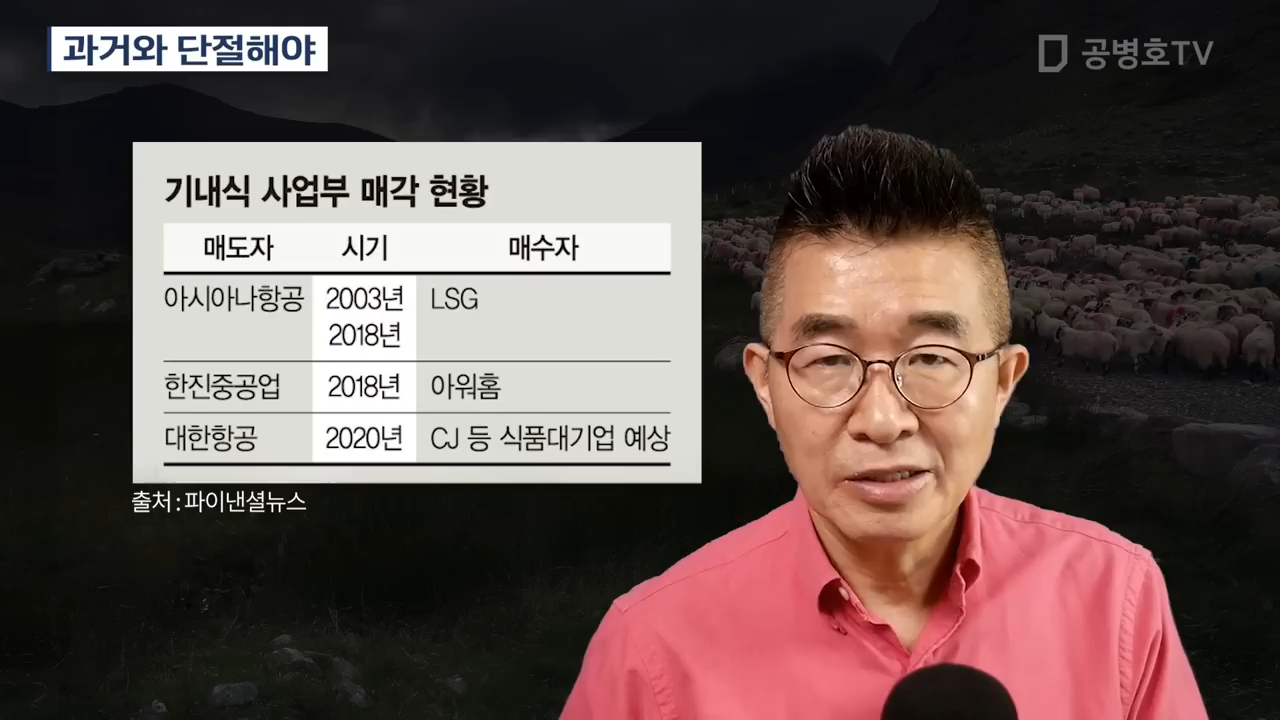 과거와 단절해야
공병호TV
기내식 사업부 매각 현황
매도자 시기 매수자
아시아나항공 2003년 LSG
2018년
한진중공업 2018년 아워홈
대한항공 2020년 CJ 등 식품대기업 예상
출처:파이낸셜뉴스